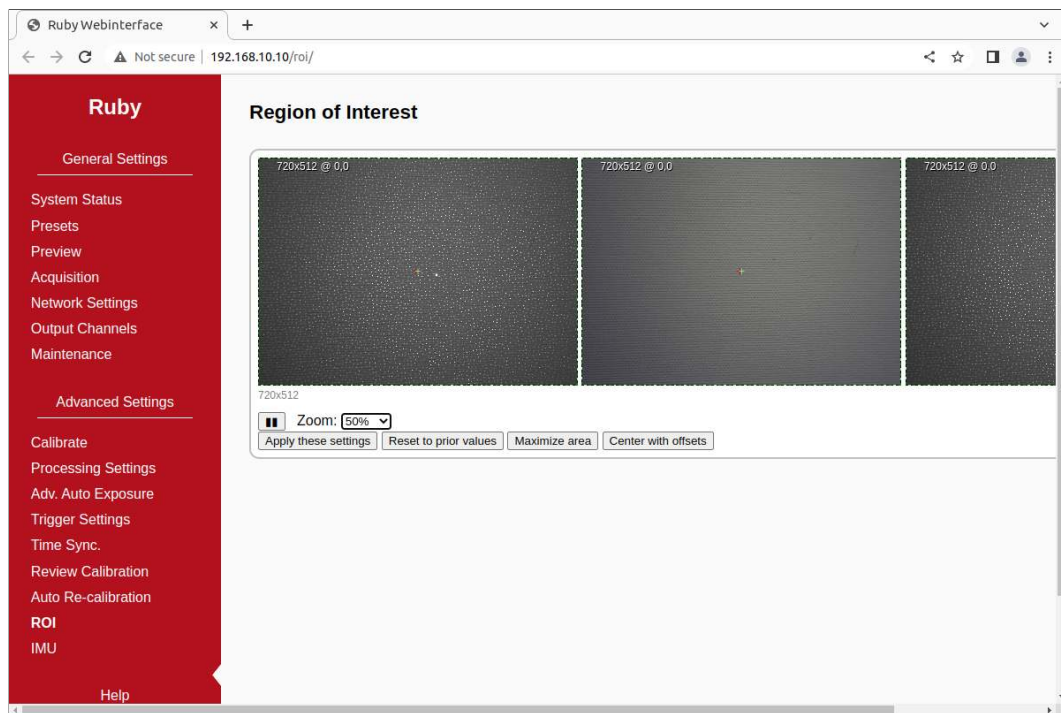 Ruby Webinterface
Not secure | 192.168.10.10/roi/
Ruby
General Settings
System Status
Presets
Preview
Acquisition
Network Settings
Output Channels
Maintenance
Advanced Settings
Calibrate
Processing Settings
Adv. Auto Exposure
Trigger Settings
Time Sync.
Review Calibration
Auto Re-calibration
ROI
IMU
Help
Region of Interest
720x512 @ 0,0 720x512 @ 0,0 720x512 @ 0,0
720x512
Zoom: 50%
Apply these settings Reset to prior values Maximize area Center with offsets